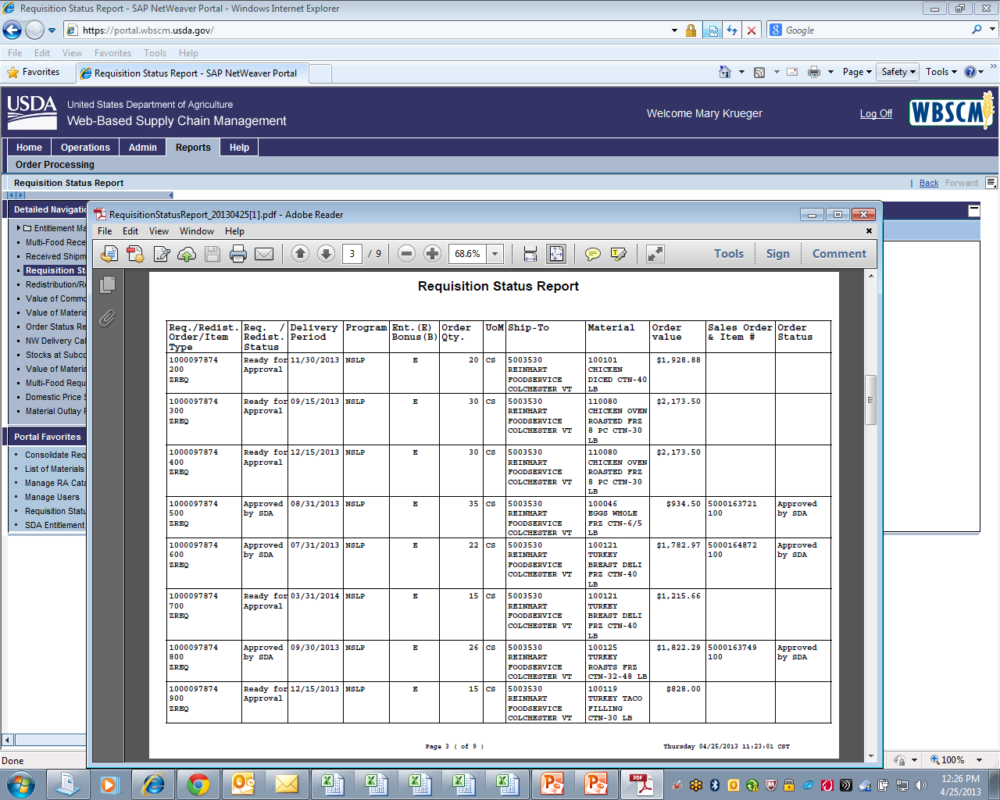 Requisition Status Report - SAP NetWeaver Portal - Windows Internet Explorer
https://portal.wbscm.usda.gov/
Google
File Edit View Favorites Tools Help
Favorites
Requisition Status Report - SAP NetWeaver Portal
Page Safety Tools
USDA
United States Department of Agriculture
Web-Based Supply Chain Management
Welcome Mary Krueger
Log Off
WBSCM
Home Operations Admin Reports Help
Order Processing
Requisition Status Report
Back Forward
Detailed Navigatio
Entitlement Ma
Multi-Food Rece
Received Shipm
Requisition St
Redistribution/Re
Value of Commo
Value of Materia
Order Status Re
NW Delivery Cal
Stocks at Subco
Value of Materia
Multi-Food Requ
Domestic Price S
Material Outlay F
Portal Favorites
Consolidate Req
List of Materials
Manage RA Cata
Manage Users
Requisition Statu
SDA Entitlement
RequisitionStatusReport_20130425[1].pdf - Adobe Reader
File Edit View Window Help
3 / 9
68.6%
Tools Sign Comment
Requisition Status Report
Req./Redist. Req. / Delivery Program Ent.(E) Order UoM Ship-To Material Order Sales Order Order
Order/Item Redist. Period Bonus(B) Qty. value & Item # Status
Type Status
1000097874 Ready for 11/30/2013 NSLP E 20 CS 5003530 100101 $1,928.88
200 Approval REINHART CHICKEN
ZREQ FOODSERVICE DICED CTN-40
COLCHESTER VT LB
1000097874 Ready for 09/15/2013 NSLP E 30 CS 5003530 110080 $2,173.50
300 Approval REINHART CHICKEN OVEN
ZREQ FOODSERVICE ROASTED FRZ
COLCHESTER VT 8 PC CTN-30
LB
1000097874 Ready for 12/15/2013 NSLP E 30 CS 5003530 110080 $2,173.50
400 Approval REINHART CHICKEN OVEN
ZREQ FOODSERVICE ROASTED FRZ
COLCHESTER VT 8 PC CTN-30
LB
1000097874 Approved 08/31/2013 NSLP E 35 CS 5003530 100046 $934.50 5000163721 Approved
500 by SDA REINHART EGGS WHOLE 100 by SDA
ZREQ FOODSERVICE FRZ CTN-6/5
COLCHESTER VT LB
1000097874 Approved 07/31/2013 NSLP E 22 CS 5003530 100121 $1,782.97 5000164872 Approved
600 by SDA REINHART TURKEY 100 by SDA
ZREQ FOODSERVICE BREAST DELI
COLCHESTER VT FRZ CTN-40
LB
1000097874 Ready for 03/31/2014 NSLP E 15 CS 5003530 100121 $1,215.66
700 Approval REINHART TURKEY
ZREQ FOODSERVICE BREAST DELI
COLCHESTER VT FRZ CTN-40
LB
1000097874 Approved 09/30/2013 NSLP E 26 CS 5003530 100125 $1,822.29 5000163749 Approved
800 by SDA REINHART TURKEY 100 by SDA
ZREQ FOODSERVICE ROASTS FRZ
COLCHESTER VT CTN-32-48 LB
1000097874 Ready for 12/15/2013 NSLP E 15 CS 5003530 100119 $828.00
900 Approval REINHART TURKEY TACO
ZREQ FOODSERVICE FILLING
COLCHESTER VT CTN-30 LB
Page 3 ( of 9 ) Thursday 04/25/2013 11:23:01 CST
Done
100%
PDF
12:26 PM
4/25/2013